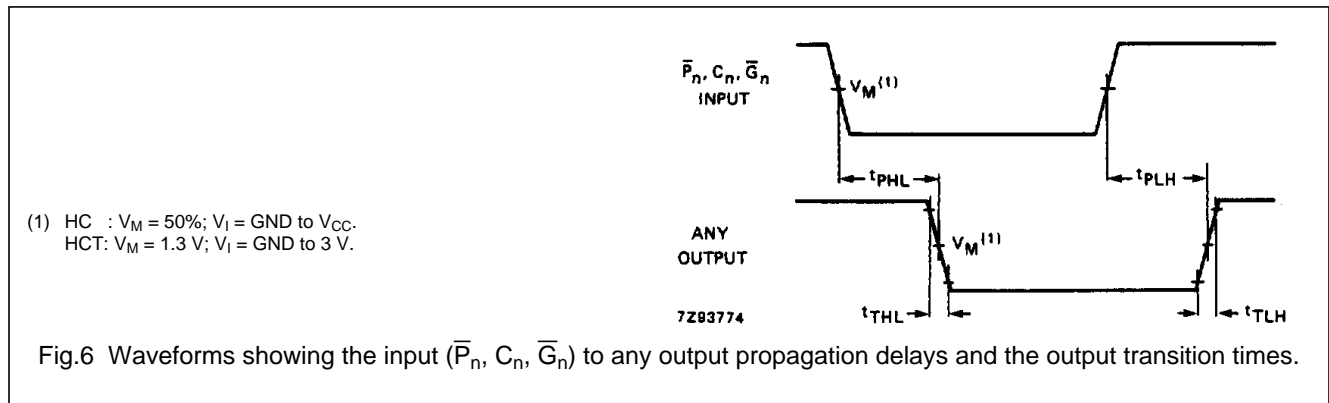 P̅n, Cn, G̅n
INPUT
VM(1)
tPHL
tPLH
(1) HC : VM = 50%; VI = GND to VCC.
HCT: VM = 1.3 V; VI = GND to 3 V.
ANY
OUTPUT
VM(1)
7Z93774
tTHL
tTLH
Fig.6 Waveforms showing the input (P̅n, Cn, G̅n) to any output propagation delays and the output transition times.